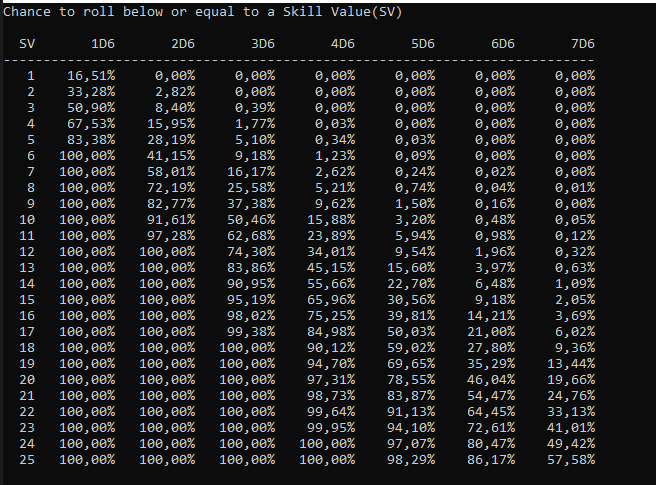 Chance to roll below or equal to a Skill Value(SV)
SV 1D6 2D6 3D6 4D6 5D6 6D6 7D6
--------------------------------------------------------------------------
1 16,51% 0,00% 0,00% 0,00% 0,00% 0,00% 0,00%
2 33,28% 2,82% 0,00% 0,00% 0,00% 0,00% 0,00%
3 50,90% 8,40% 0,39% 0,00% 0,00% 0,00% 0,00%
4 67,53% 15,95% 1,77% 0,03% 0,00% 0,00% 0,00%
5 83,38% 28,19% 5,10% 0,34% 0,03% 0,00% 0,00%
6 100,00% 41,15% 9,18% 1,23% 0,09% 0,00% 0,00%
7 100,00% 58,01% 16,17% 2,62% 0,24% 0,02% 0,00%
8 100,00% 72,19% 25,58% 5,21% 0,74% 0,04% 0,01%
9 100,00% 82,77% 37,38% 9,62% 1,50% 0,16% 0,00%
10 100,00% 91,61% 50,46% 15,88% 3,20% 0,48% 0,05%
11 100,00% 97,28% 62,68% 23,89% 5,94% 0,98% 0,12%
12 100,00% 100,00% 74,30% 34,01% 9,54% 1,96% 0,32%
13 100,00% 100,00% 83,86% 45,15% 15,60% 3,97% 0,63%
14 100,00% 100,00% 90,95% 55,66% 22,70% 6,48% 1,09%
15 100,00% 100,00% 95,19% 65,96% 30,56% 9,18% 2,05%
16 100,00% 100,00% 98,02% 75,25% 39,81% 14,21% 3,69%
17 100,00% 100,00% 99,38% 84,98% 50,03% 21,00% 6,02%
18 100,00% 100,00% 100,00% 90,12% 59,02% 27,80% 9,36%
19 100,00% 100,00% 100,00% 94,70% 69,65% 35,29% 13,44%
20 100,00% 100,00% 100,00% 97,31% 78,55% 46,04% 19,66%
21 100,00% 100,00% 100,00% 98,73% 83,87% 54,47% 24,76%
22 100,00% 100,00% 100,00% 99,64% 91,13% 64,45% 33,13%
23 100,00% 100,00% 100,00% 99,95% 94,10% 72,61% 41,01%
24 100,00% 100,00% 100,00% 100,00% 97,07% 80,47% 49,42%
25 100,00% 100,00% 100,00% 100,00% 98,29% 86,17% 57,58%